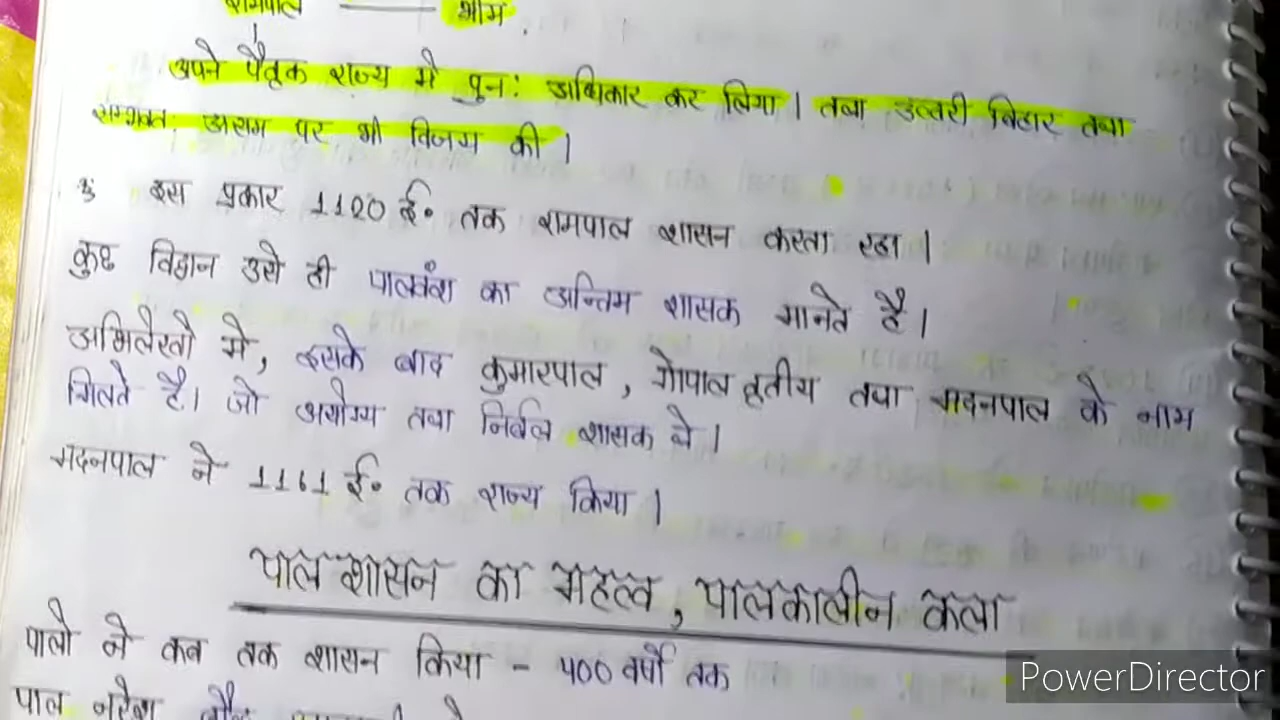 रामपाल —— भीम.
अपने पैतृक राज्य मे पुनः अधिकार कर लिया। तथा उत्तरी बिहार तथा
सम्भवतः असम पर भी विजय की।
इस प्रकार 1120 ई॰ तक रामपाल शासन करता रहा।
कुछ विद्वान उसे ही पालवंश का अन्तिम शासक मानते है।
अभिलेखो मे, इसके बाद कुमारपाल, गोपाल तृतीय तथा मदनपाल के नाम
मिलते है। जो अयोग्य तथा निर्बल शासक थे।
मदनपाल ने 1161 ई॰ तक राज्य किया।
पाल शासन का महत्व, पालकालीन कला
पालो ने कब तक शासन किया - 400 वर्षो तक
पाल नरेश बौद्ध
PowerDirector